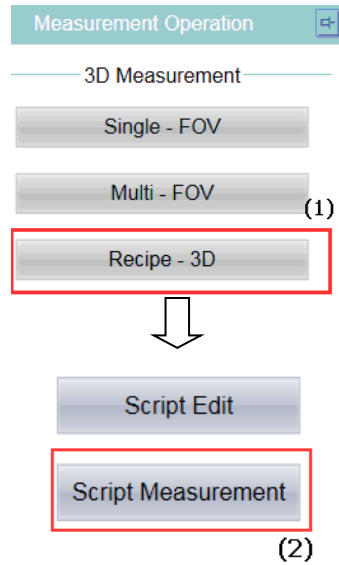 Measurement Operation
3D Measurement
Single - FOV
Multi - FOV
(1)
Recipe - 3D
Script Edit
Script Measurement
(2)